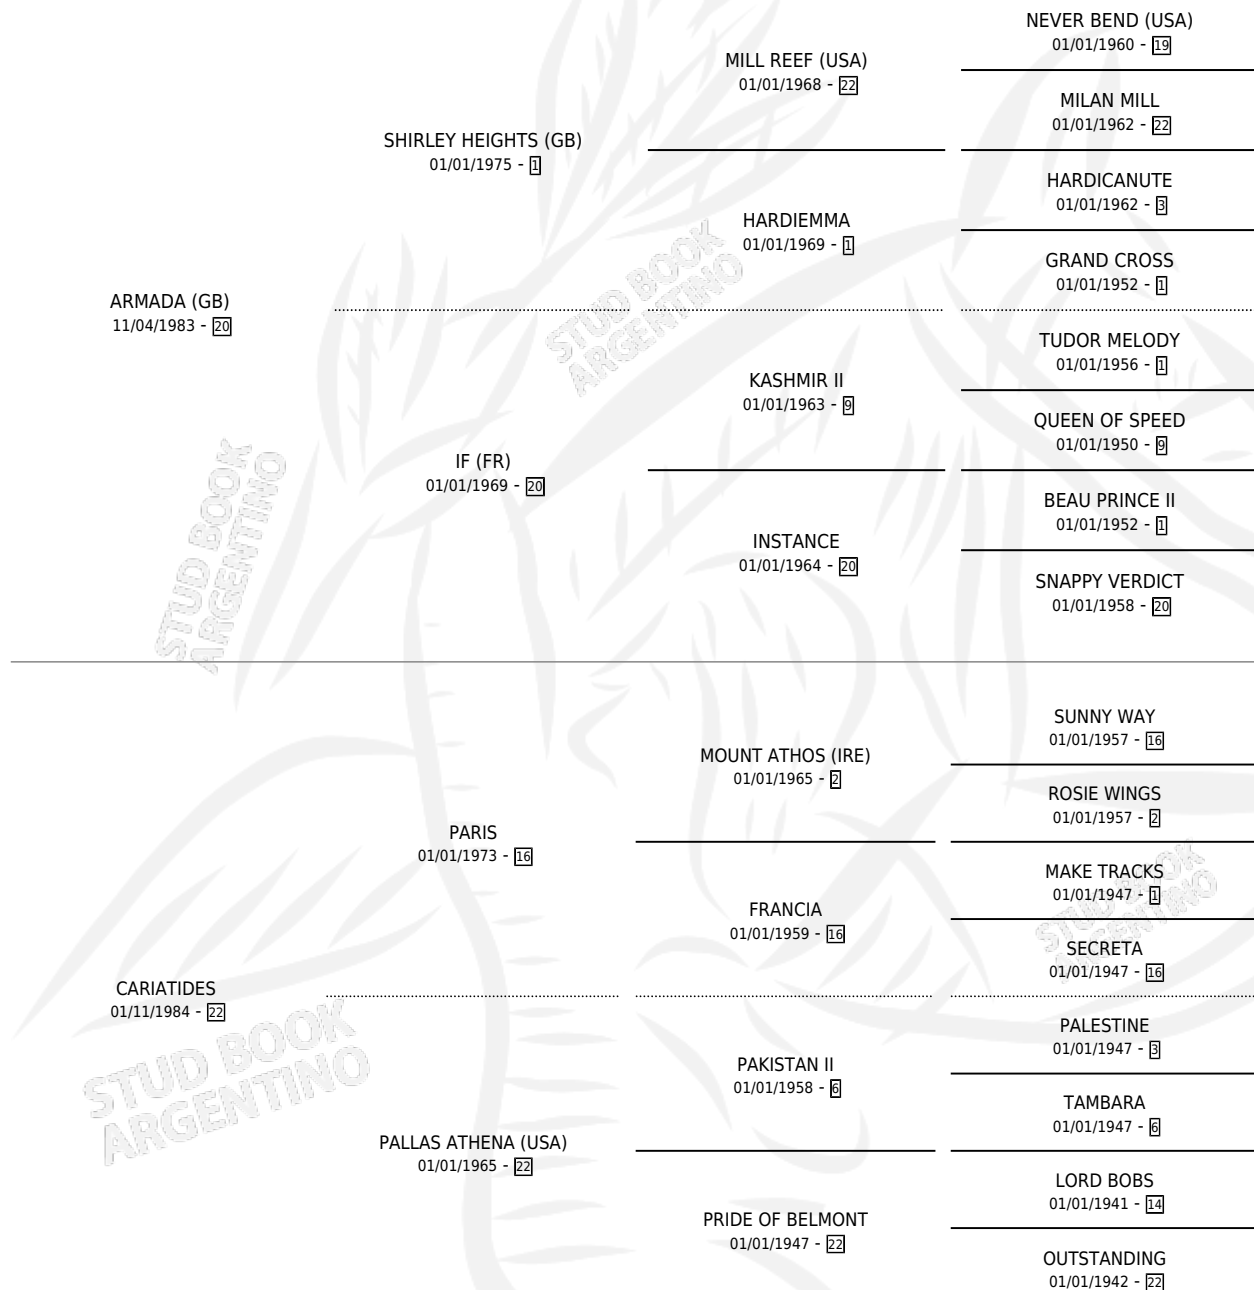 NEVER BEND (USA)
01/01/1960 - 19
MILL REEF (USA)
01/01/1968 - 22
MILAN MILL
01/01/1962 - 22
SHIRLEY HEIGHTS (GB)
01/01/1975 - 1
HARDICANUTE
01/01/1962 - 3
HARDIEMMA
01/01/1969 - 1
GRAND CROSS
01/01/1952 - 1
ARMADA (GB)
11/04/1983 - 20
STUD BOOK
ARGENTINO
TUDOR MELODY
01/01/1956 - 1
KASHMIR II
01/01/1963 - 9
QUEEN OF SPEED
01/01/1950 - 9
IF (FR)
01/01/1969 - 20
BEAU PRINCE II
01/01/1952 - 1
INSTANCE
01/01/1964 - 20
SNAPPY VERDICT
01/01/1958 - 20
STUD BOOK
ARGENTINO
SUNNY WAY
01/01/1957 - 16
MOUNT ATHOS (IRE)
01/01/1965 - 2
ROSIE WINGS
01/01/1957 - 2
PARIS
01/01/1973 - 16
MAKE TRACKS
01/01/1947 - 1
FRANCIA
01/01/1959 - 16
SECRETA
01/01/1947 - 16
STUD BOOK
ARGENTINO
CARIATIDES
01/11/1984 - 22
PALESTINE
01/01/1947 - 3
PAKISTAN II
01/01/1958 - 6
TAMBARA
01/01/1947 - 6
STUD BOOK
ARGENTINO
PALLAS ATHENA (USA)
01/01/1965 - 22
LORD BOBS
01/01/1941 - 14
PRIDE OF BELMONT
01/01/1947 - 22
OUTSTANDING
01/01/1942 - 22